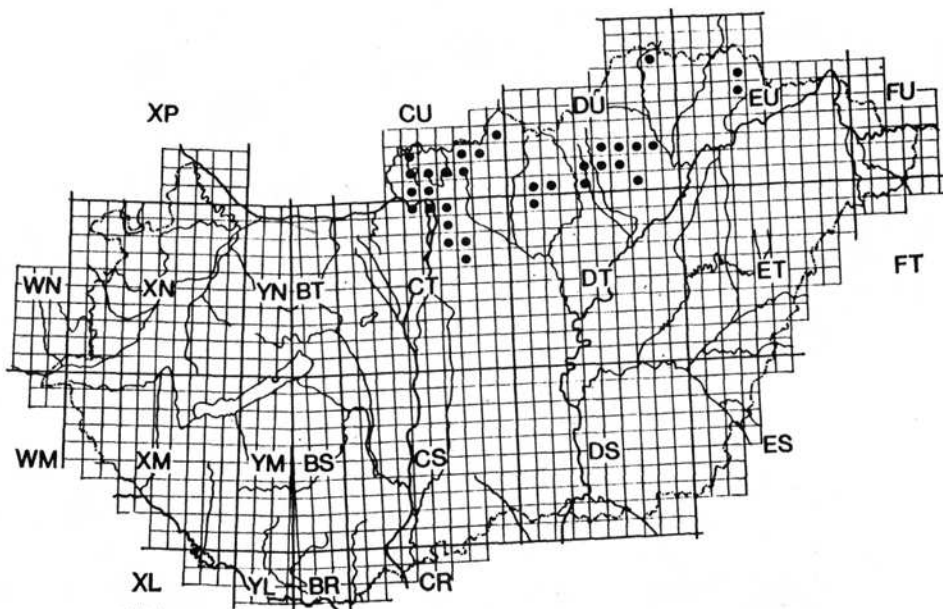 XP CU DU EU FU
WN XN YN BT CT DT ET FT
WM XM YM BS CS DS ES
XL YL BR CR